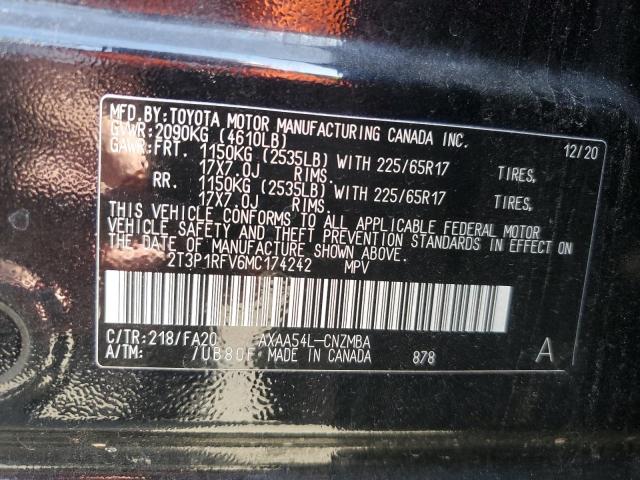 MFD.BY:TOYOTA MOTOR MANUFACTURING CANADA INC.
GVWR:2090KG (4610LB) 12/20
GAWR:FRT. 1150KG (2535LB) WITH 225/65R17 TIRES,
17X7.0J RIMS.
RR. 1150KG (2535LB) WITH 225/65R17 TIRES,
17X7.0J RIMS.
THIS VEHICLE CONFORMS TO ALL APPLICABLE FEDERAL MOTOR
VEHICLE SAFETY AND THEFT PREVENTION STANDARDS IN EFFECT ON
THE DATE OF MANUFACTURE SHOWN ABOVE.
2T3P1RFV6MC174242 MPV
C/TR:218/FA20 AXAA54L-CNZMBA
A/TM: /UB80F MADE IN CANADA 878 A